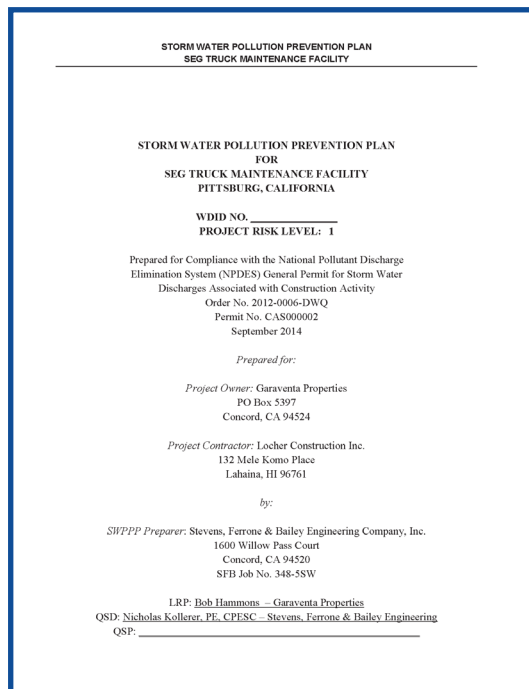 STORM WATER POLLUTION PREVENTION PLAN
SEG TRUCK MAINTENANCE FACILITY
STORM WATER POLLUTION PREVENTION PLAN
FOR
SEG TRUCK MAINTENANCE FACILITY
PITTSBURG, CALIFORNIA
WDID NO. _______________
PROJECT RISK LEVEL: 1
Prepared for Compliance with the National Pollutant Discharge
Elimination System (NPDES) General Permit for Storm Water
Discharges Associated with Construction Activity
Order No. 2012-0006-DWQ
Permit No. CAS000002
September 2014
Prepared for:
Project Owner: Garaventa Properties
PO Box 5397
Concord, CA 94524
Project Contractor: Locher Construction Inc.
132 Mele Komo Place
Lahaina, HI 96761
by:
SWPPP Preparer: Stevens, Ferrone & Bailey Engineering Company, Inc.
1600 Willow Pass Court
Concord, CA 94520
SFB Job No. 348-5SW
LRP: Bob Hammons – Garaventa Properties
QSD: Nicholas Kollerer, PE, CPESC – Stevens, Ferrone & Bailey Engineering
QSP: _______________